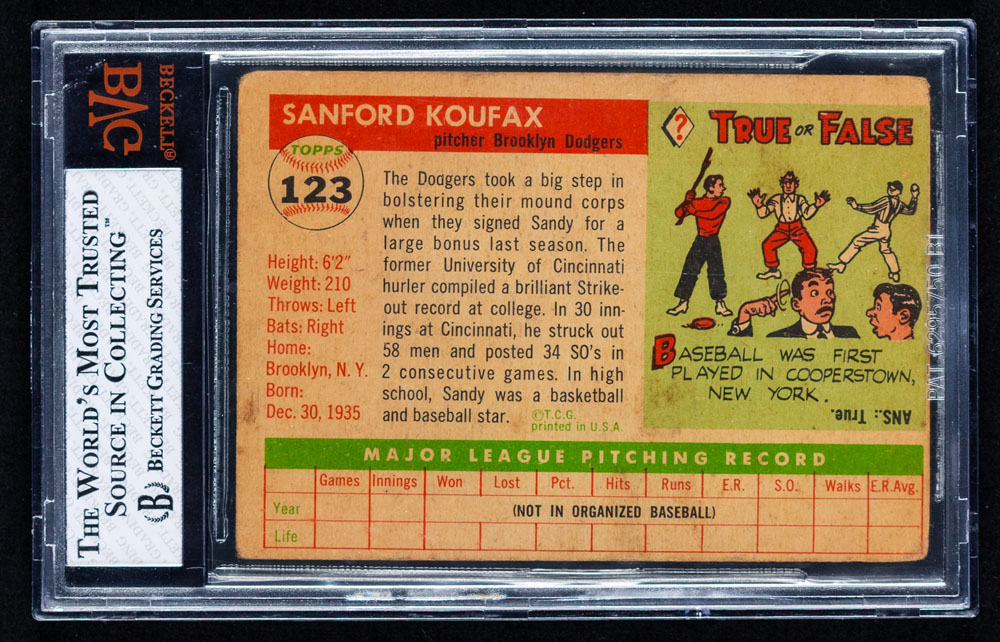 BECKETT®
BVG
THE WORLD'S MOST TRUSTED
SOURCE IN COLLECTING™
BECKETT GRADING SERVICES
B
SANFORD KOUFAX
pitcher Brooklyn Dodgers
TOPPS
123
Height: 6'2"
Weight: 210
Throws: Left
Bats: Right
Home:
Brooklyn, N. Y.
Born:
Dec. 30, 1935
The Dodgers took a big step in
bolstering their mound corps
when they signed Sandy for a
large bonus last season. The
former University of Cincinnati
hurler compiled a brilliant Strike-
out record at college. In 30 inn-
ings at Cincinnati, he struck out
58 men and posted 34 SO's in
2 consecutive games. In high
school, Sandy was a basketball
and baseball star.
©T.C.G.
printed in U.S.A.
?
TRUE OR FALSE
BASEBALL WAS FIRST
PLAYED IN COOPERSTOWN,
NEW YORK.
ANS.: True.
MAJOR LEAGUE PITCHING RECORD
Games Innings Won Lost Pct. Hits Runs E.R. S.O. Walks E.R.Avg.
Year (NOT IN ORGANIZED BASEBALL)
Life